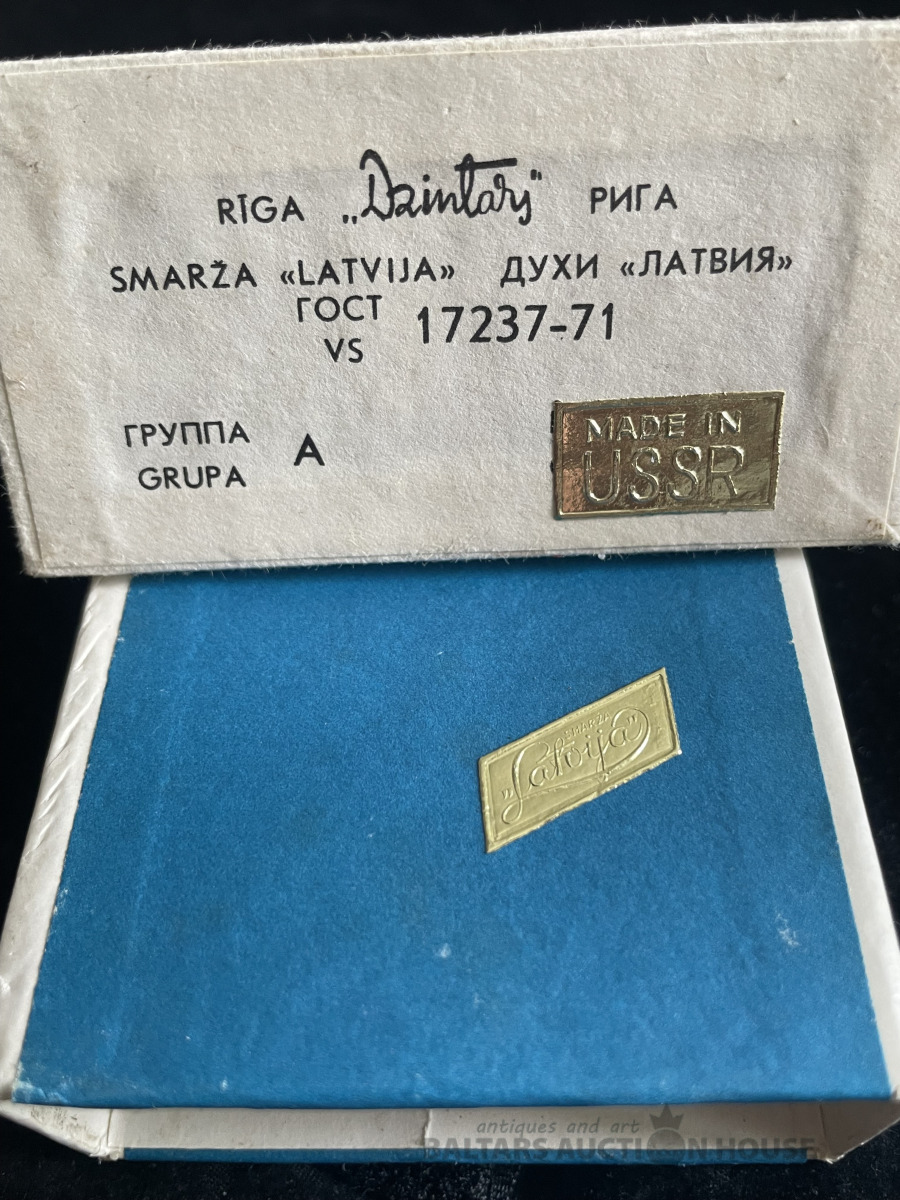 RĪGA „Dzintars" РИГА
SMARŽA «LATVIJA» ДУХИ «ЛАТВИЯ»
ГОСТ
VS 17237-71
ГРУППА
GRUPA A
MADE IN
USSR
SMARŽA
„Latvija"
antiques and art
BALTARS AUCTION HOUSE